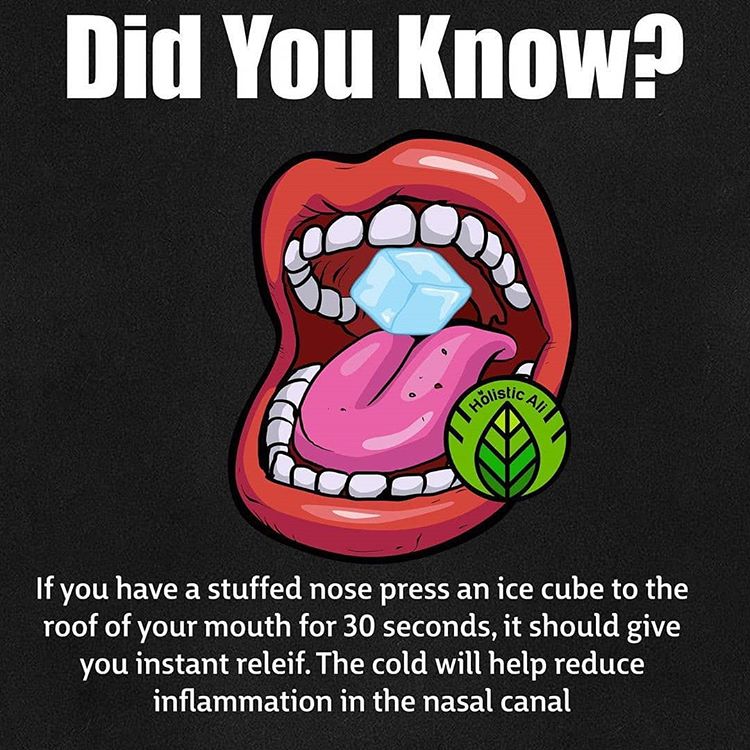 Did You Know?
Holistic Ali
If you have a stuffed nose press an ice cube to the
roof of your mouth for 30 seconds, it should give
you instant releif. The cold will help reduce
inflammation in the nasal canal